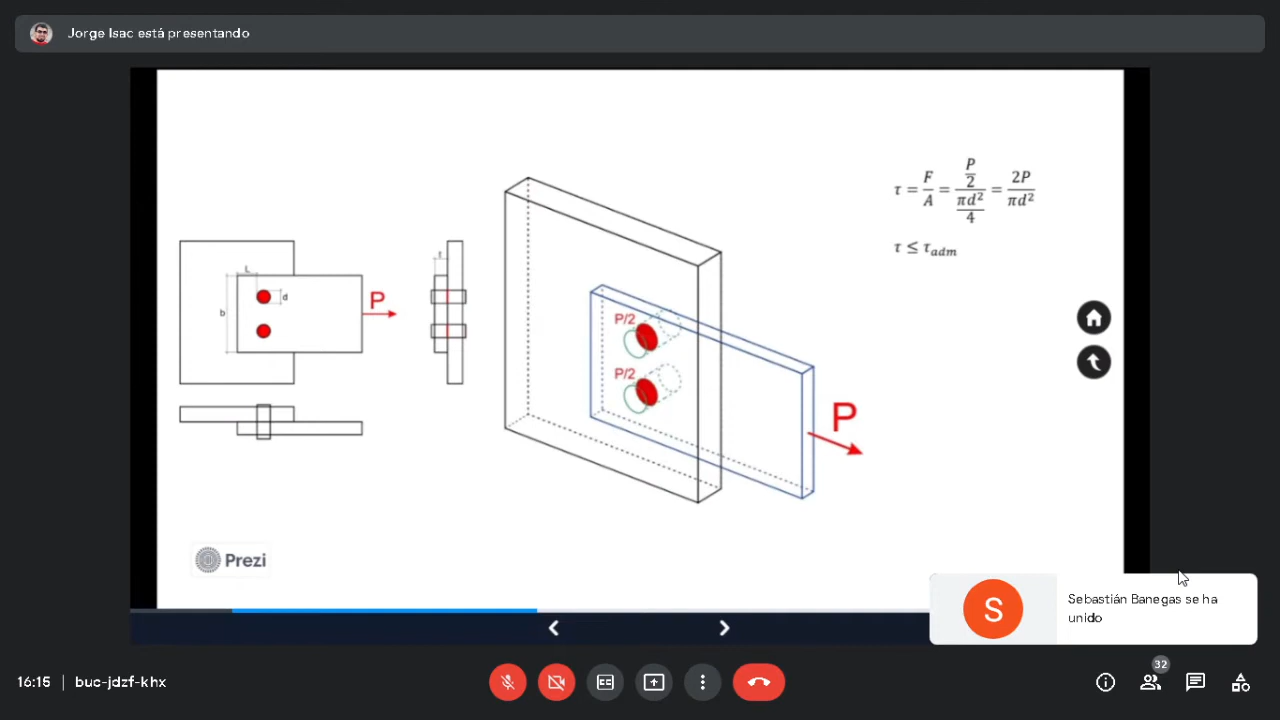 Jorge Isac está presentando
τ = F/A = (P/2)/(πd²/4) = 2P/πd²
τ ≤ τadm
L
d
b
P
t
P/2
P/2
P
Prezi
S
Sebastián Banegas se ha
unido
16:15 | buc-jdzf-khx
32